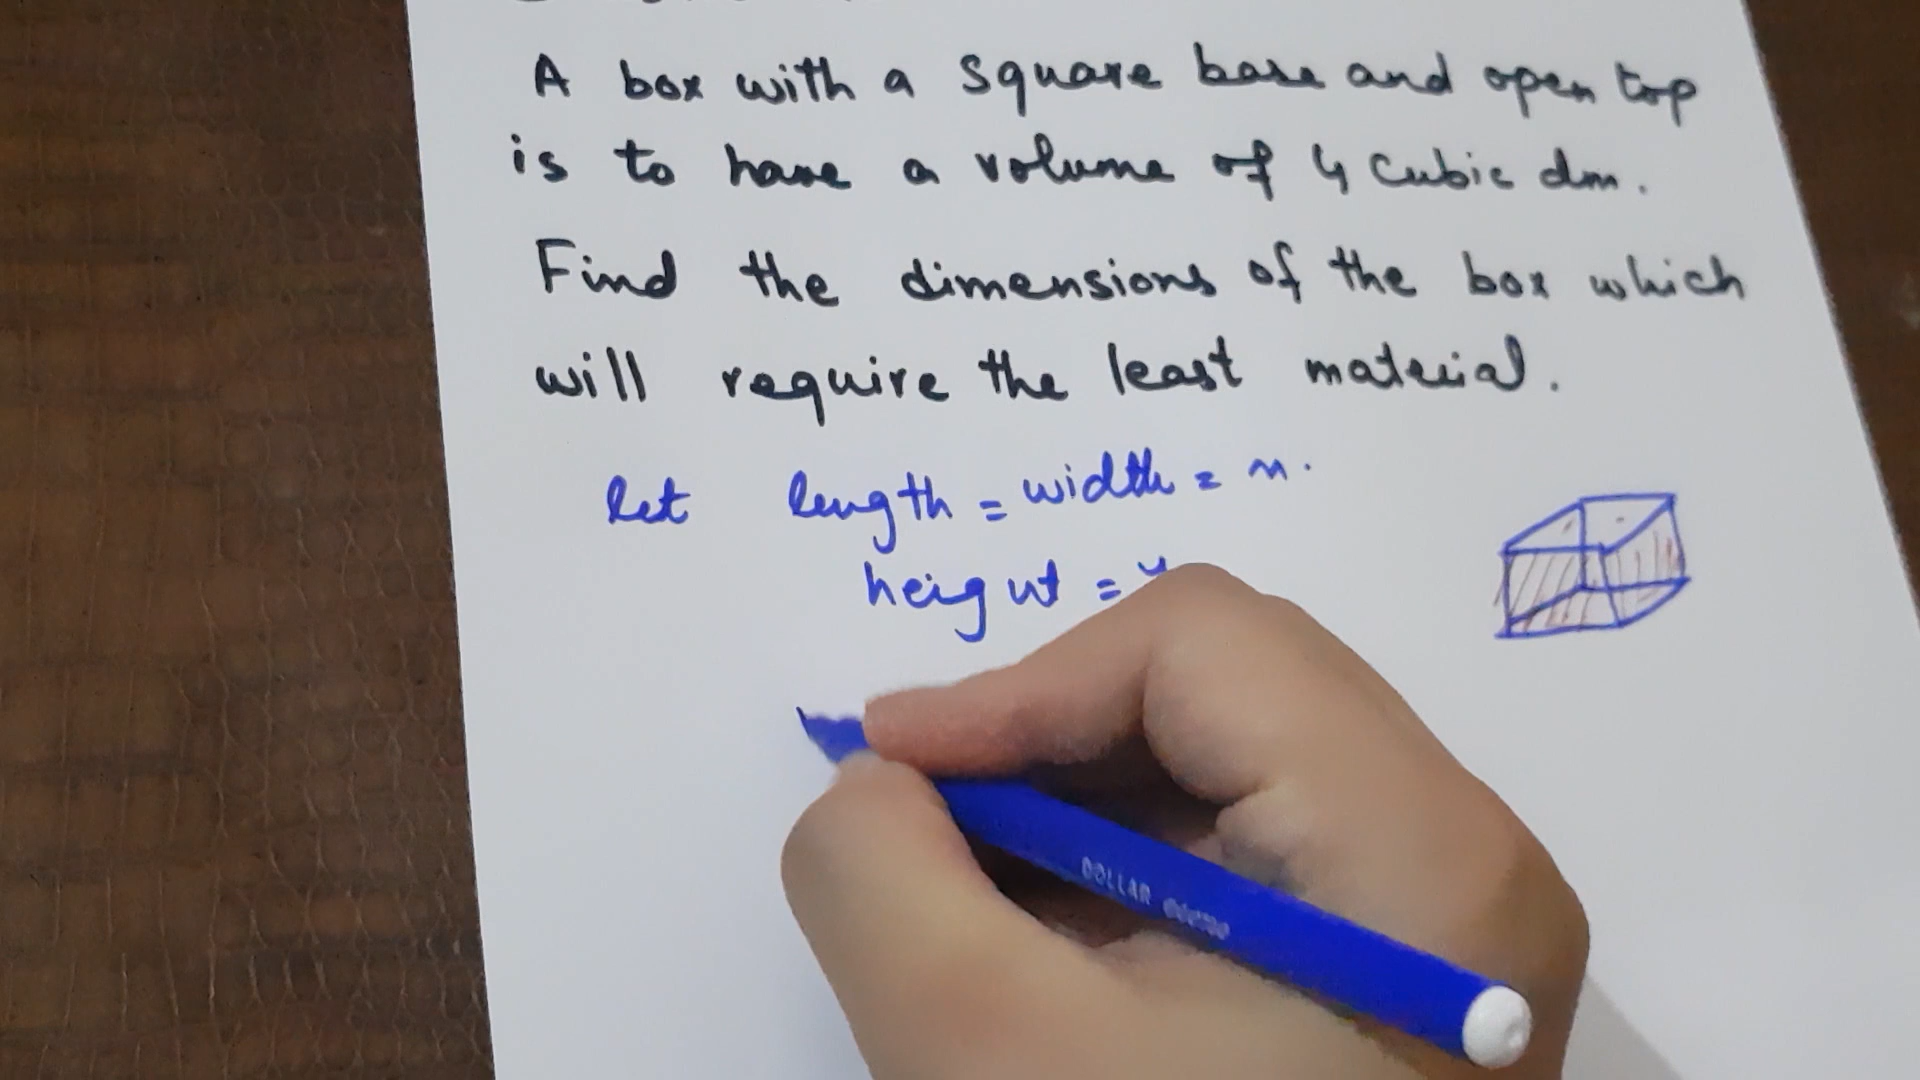 A box with a square base and open top
is to have a volume of 4 cubic dm.
Find the dimensions of the box which
will require the least material.
let length = width = x.
height = y
DOLLAR